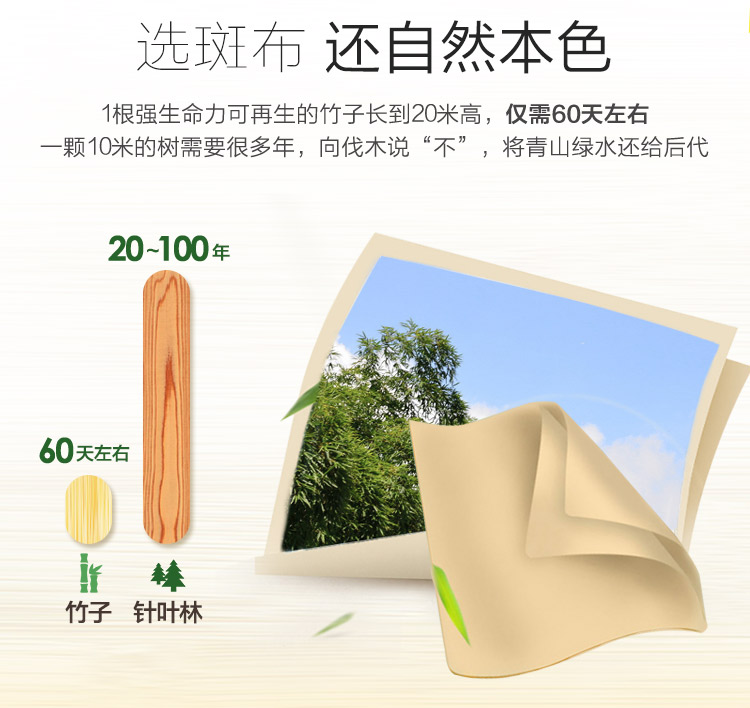 选斑布 还自然本色
1根强生命力可再生的竹子长到20米高，仅需60天左右
一颗10米的树需要很多年，向伐木说“不”，将青山绿水还给后代
20~100年
60天左右
竹子 针叶林